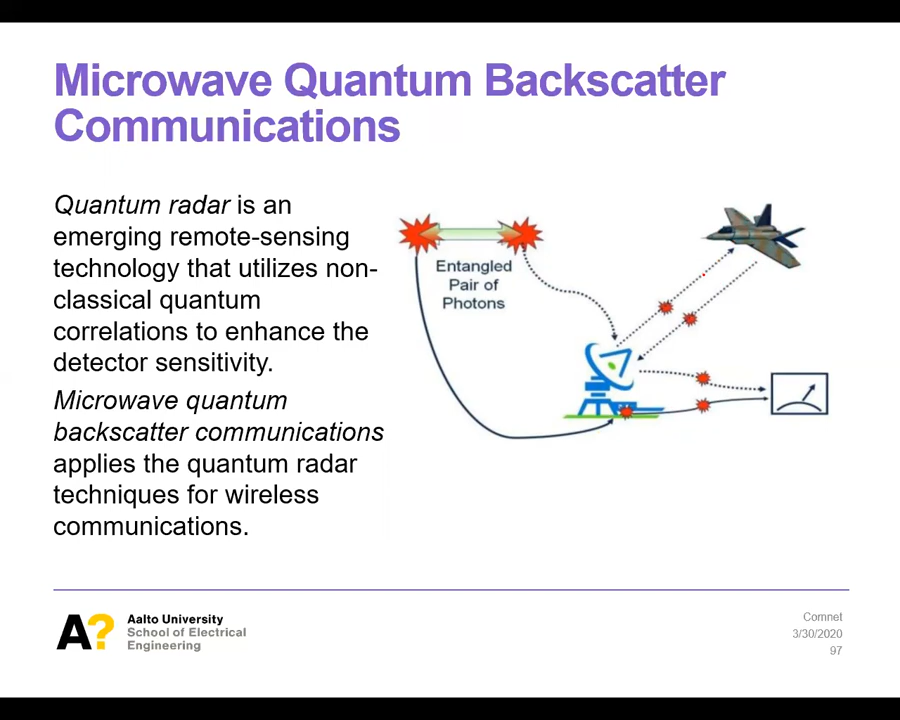 Microwave Quantum Backscatter
Communications
Quantum radar is an
emerging remote-sensing
technology that utilizes non-
classical quantum
correlations to enhance the
detector sensitivity.
Microwave quantum
backscatter communications
applies the quantum radar
techniques for wireless
communications.
Entangled
Pair of
Photons
A?
Aalto University
School of Electrical
Engineering
Comnet
3/30/2020
97